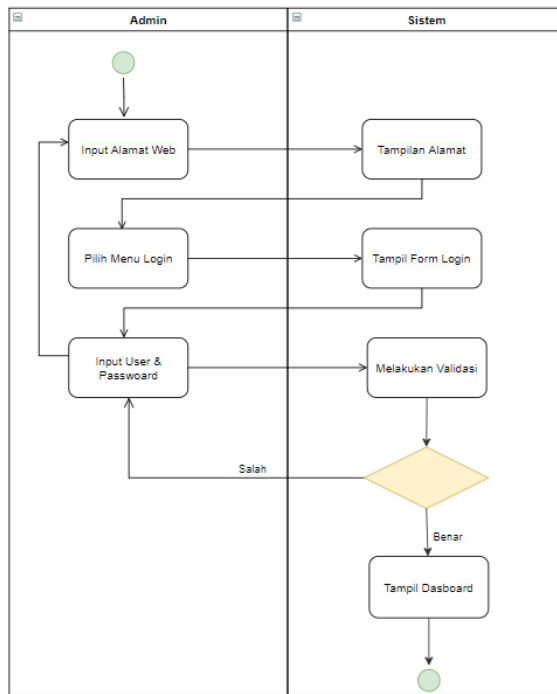 Admin
Sistem
Input Alamat Web
Tampilan Alamat
Pilih Menu Login
Tampil Form Login
Input User &
Passwoard
Melakukan Validasi
Salah
Benar
Tampil Dasboard